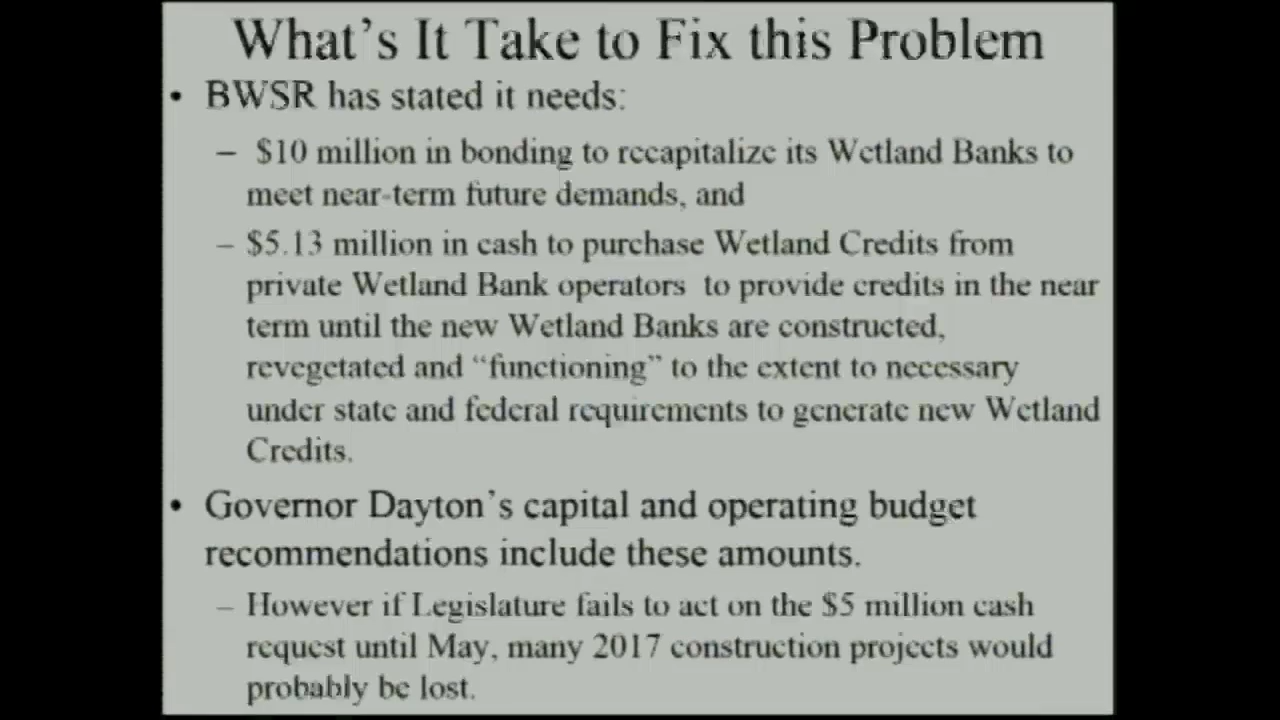 What's It Take to Fix this Problem
• BWSR has stated it needs:
– $10 million in bonding to recapitalize its Wetland Banks to
meet near-term future demands, and
– $5.13 million in cash to purchase Wetland Credits from
private Wetland Bank operators to provide credits in the near
term until the new Wetland Banks are constructed,
revegetated and “functioning” to the extent to necessary
under state and federal requirements to generate new Wetland
Credits.
• Governor Dayton's capital and operating budget
recommendations include these amounts.
– However if Legislature fails to act on the $5 million cash
request until May, many 2017 construction projects would
probably be lost.